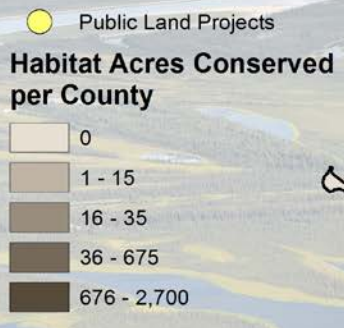 Public Land Projects
Habitat Acres Conserved
per County
0
1 - 15
16 - 35
36 - 675
676 - 2,700